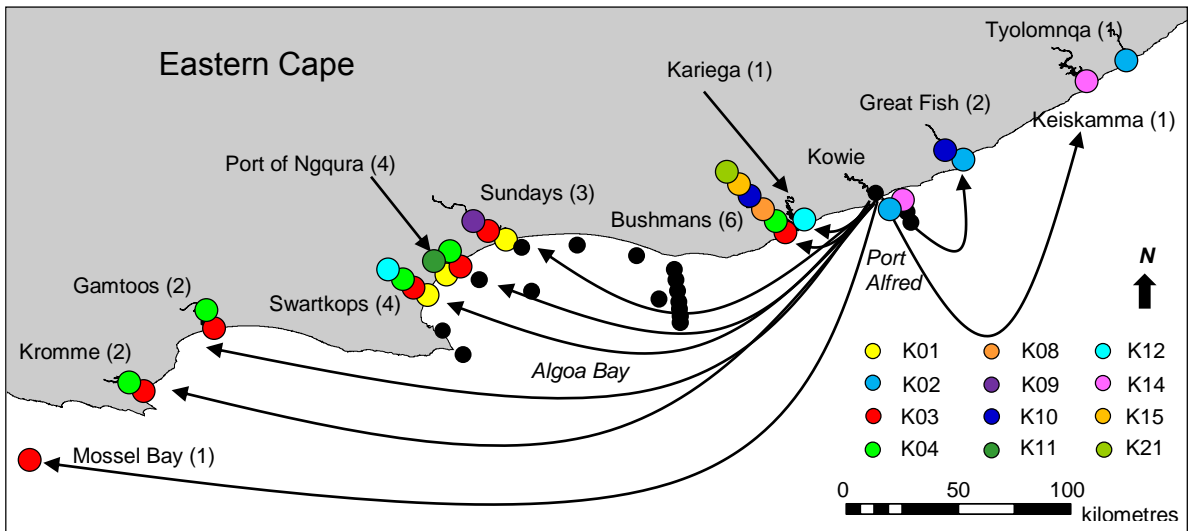 Eastern Cape
Tyolomnqa (1)
Kariega (1)
Great Fish (2)
Keiskamma (1)
Port of Ngqura (4)
Kowie
Sundays (3)
Bushmans (6)
Port
Alfred
N
Gamtoos (2)
Swartkops (4)
Kromme (2)
Algoa Bay
Mossel Bay (1)
K01 K08 K12
K02 K09 K14
K03 K10 K15
K04 K11 K21
0 50 100
kilometres